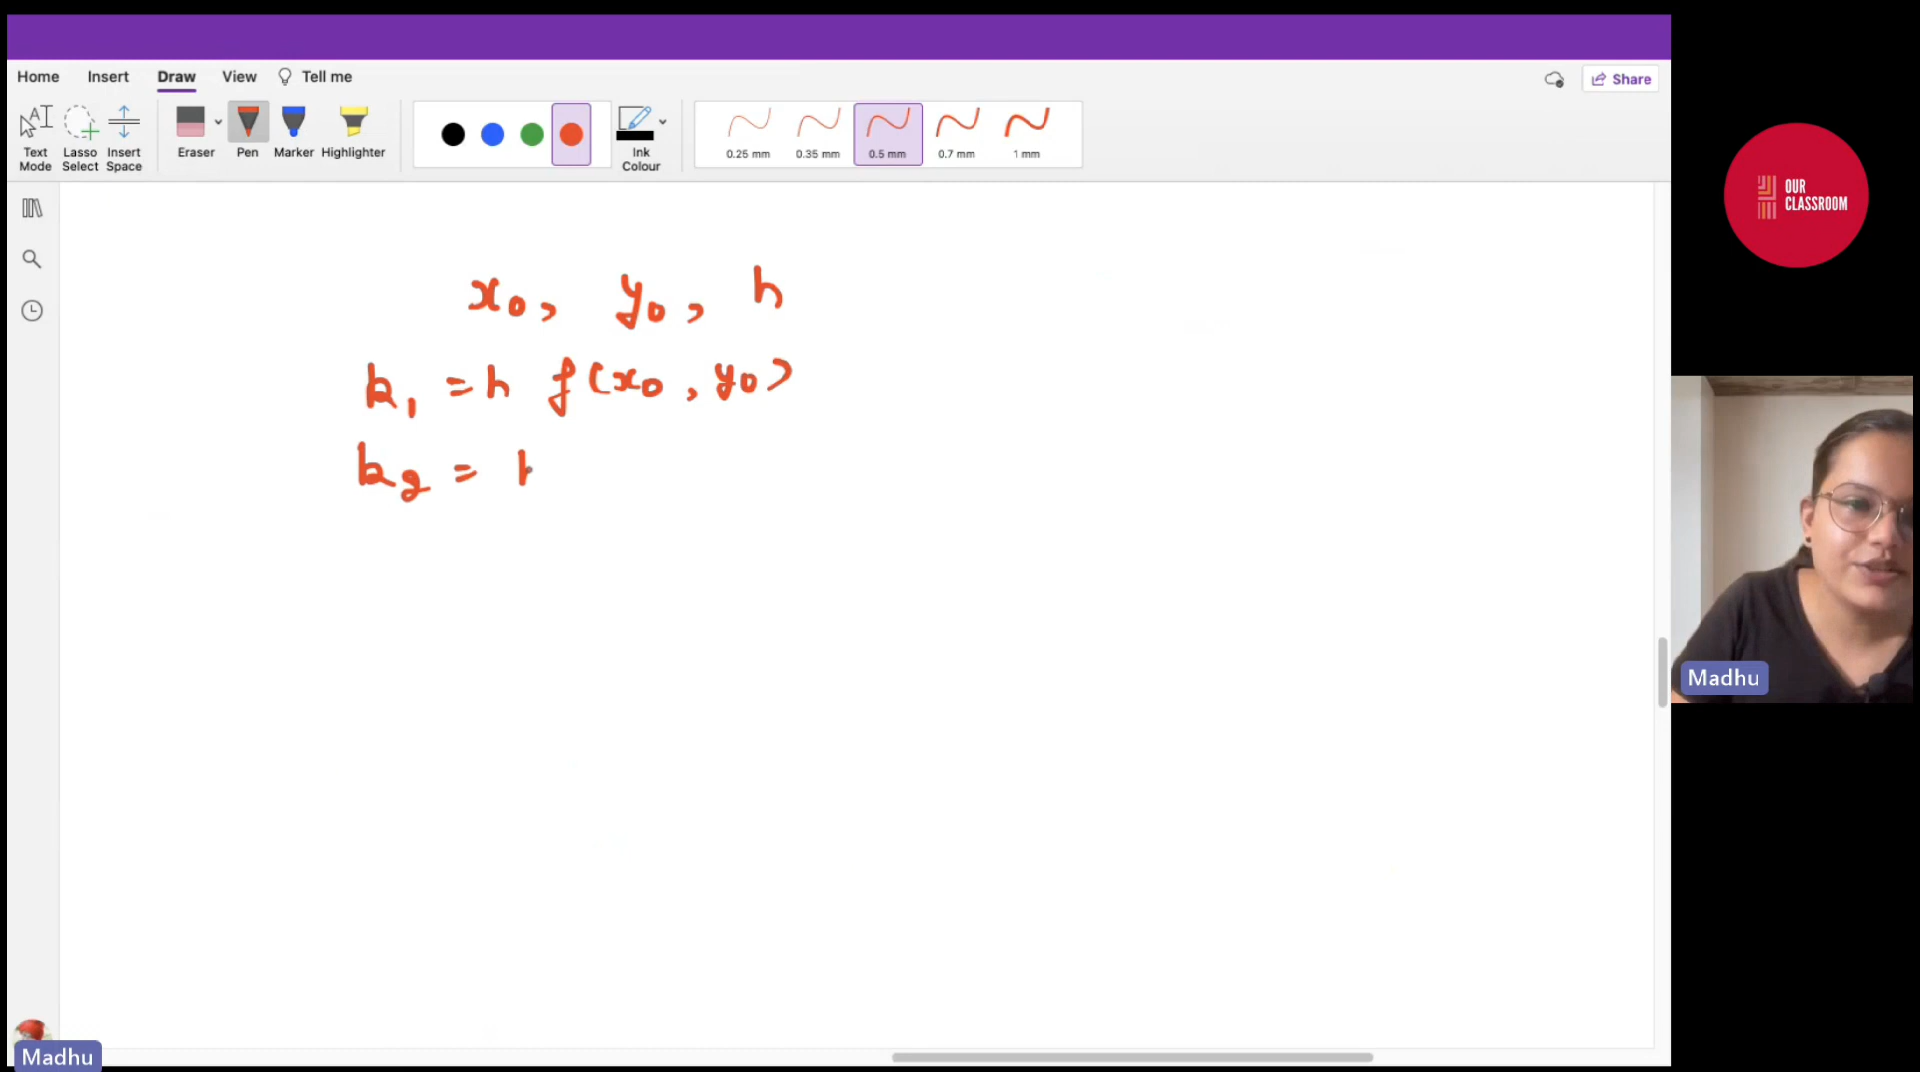 Home Insert Draw View Tell me
Share
Text Mode
Lasso Select
Insert Space
Eraser
Pen
Marker
Highlighter
Ink Colour
0.25 mm
0.35 mm
0.5 mm
0.7 mm
1 mm
OUR
CLASSROOM
x₀, y₀, h
k₁ = h f(x₀, y₀)
k₂ =
Madhu
Madhu